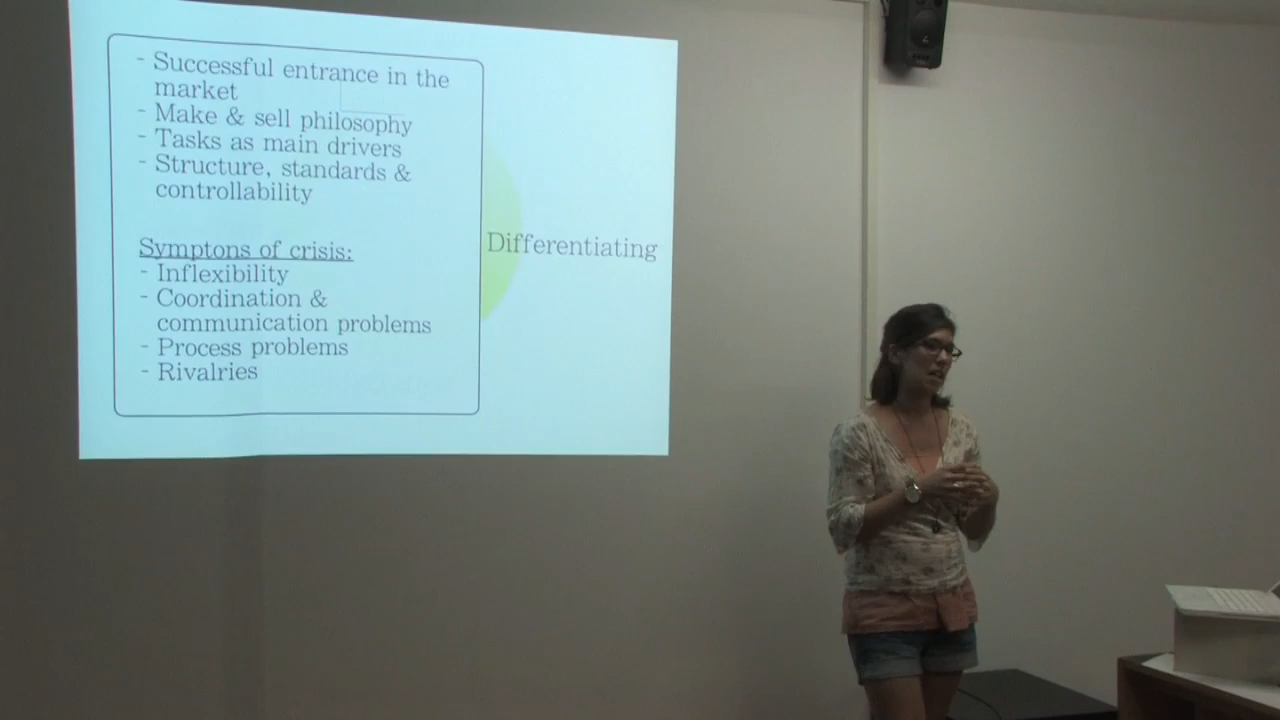 - Successful entrance in the
market
- Make & sell philosophy
- Tasks as main drivers
- Structure, standards &
controllability
Symptons of crisis:
- Inflexibility
- Coordination &
communication problems
- Process problems
- Rivalries
Differentiating